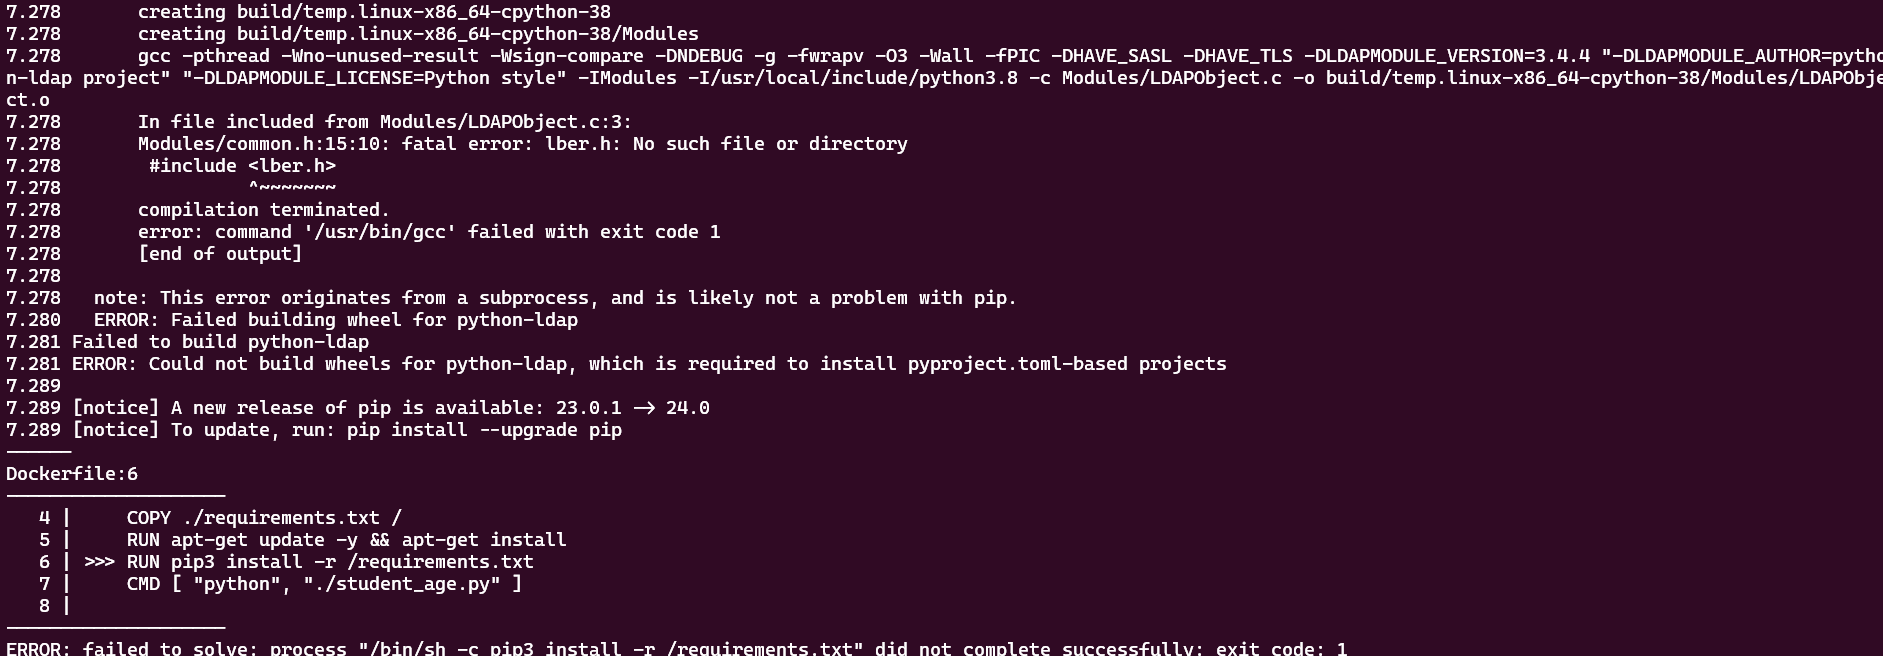 7.278       creating build/temp.linux-x86_64-cpython-38
7.278       creating build/temp.linux-x86_64-cpython-38/Modules
7.278       gcc -pthread -Wno-unused-result -Wsign-compare -DNDEBUG -g -fwrapv -O3 -Wall -fPIC -DHAVE_SASL -DHAVE_TLS -DLDAPMODULE_VERSION=3.4.4 "-DLDAPMODULE_AUTHOR=pytho
n-ldap project" "-DLDAPMODULE_LICENSE=Python style" -IModules -I/usr/local/include/python3.8 -c Modules/LDAPObject.c -o build/temp.linux-x86_64-cpython-38/Modules/LDAPObje
ct.o
7.278       In file included from Modules/LDAPObject.c:3:
7.278       Modules/common.h:15:10: fatal error: lber.h: No such file or directory
7.278        #include <lber.h>
7.278                 ^~~~~~~~
7.278       compilation terminated.
7.278       error: command '/usr/bin/gcc' failed with exit code 1
7.278       [end of output]
7.278
7.278   note: This error originates from a subprocess, and is likely not a problem with pip.
7.280   ERROR: Failed building wheel for python-ldap
7.281 Failed to build python-ldap
7.281 ERROR: Could not build wheels for python-ldap, which is required to install pyproject.toml-based projects
7.289
7.289 [notice] A new release of pip is available: 23.0.1 -> 24.0
7.289 [notice] To update, run: pip install --upgrade pip
------
Dockerfile:6
--------------------
   4 |     COPY ./requirements.txt /
   5 |     RUN apt-get update -y && apt-get install
   6 | >>> RUN pip3 install -r /requirements.txt
   7 |     CMD [ "python", "./student_age.py" ]
   8 |
--------------------
ERROR: failed to solve: process "/bin/sh -c pip3 install -r /requirements.txt" did not complete successfully: exit code: 1